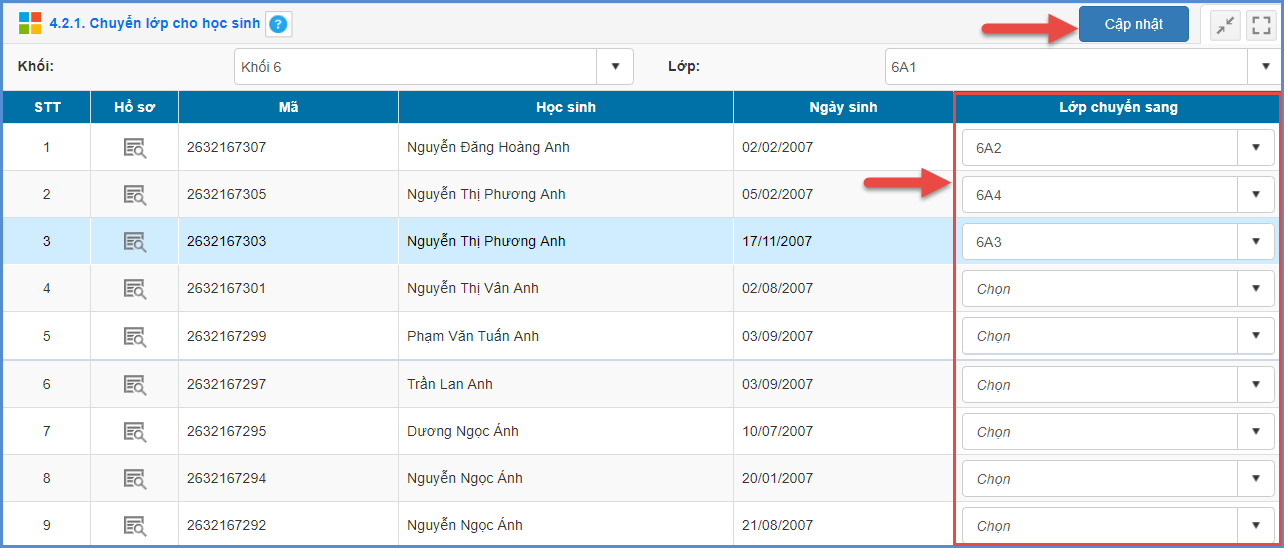 4.2.1. Chuyển lớp cho học sinh ? Cập nhật
Khối: Khối 6 Lớp: 6A1
STT Hồ sơ Mã Học sinh Ngày sinh Lớp chuyển sang
1 2632167307 Nguyễn Đăng Hoàng Anh 02/02/2007 6A2
2 2632167305 Nguyễn Thị Phương Anh 05/02/2007 6A4
3 2632167303 Nguyễn Thị Phương Anh 17/11/2007 6A3
4 2632167301 Nguyễn Thị Vân Anh 02/08/2007 Chọn
5 2632167299 Phạm Văn Tuấn Anh 03/09/2007 Chọn
6 2632167297 Trần Lan Anh 03/09/2007 Chọn
7 2632167295 Dương Ngọc Ánh 10/07/2007 Chọn
8 2632167294 Nguyễn Ngọc Ánh 20/01/2007 Chọn
9 2632167292 Nguyễn Ngọc Ánh 21/08/2007 Chọn